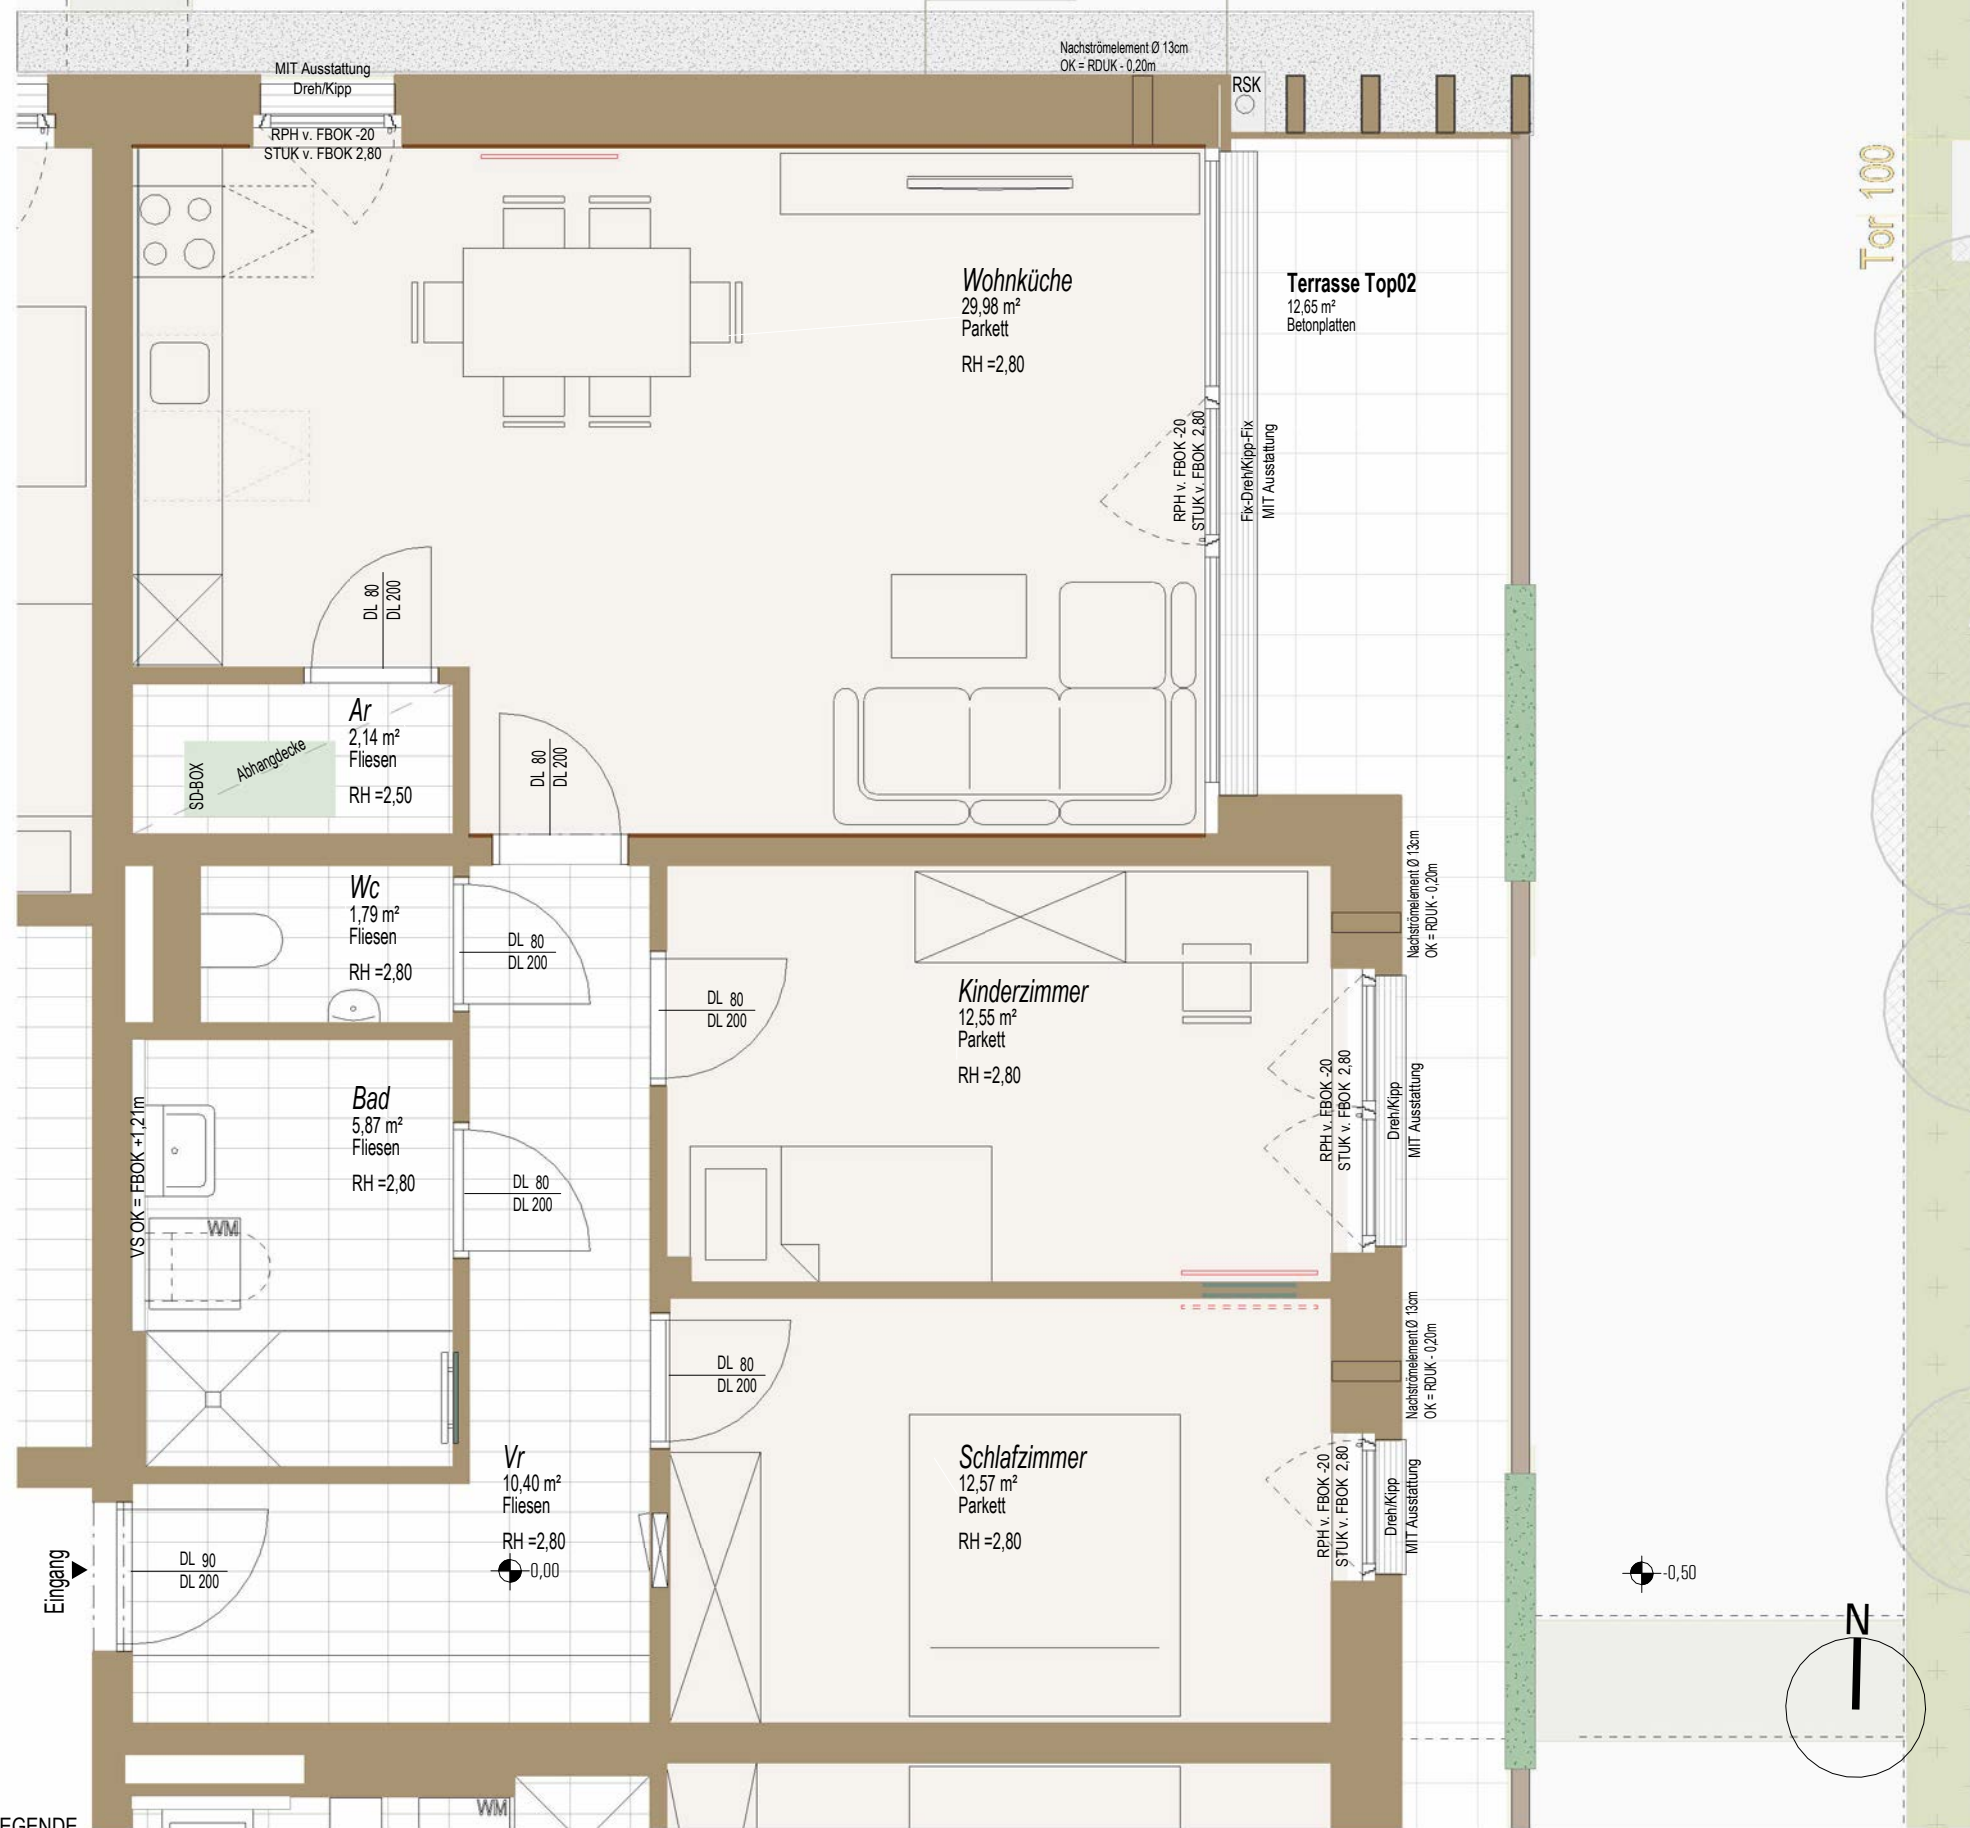 MIT Ausstattung
Dreh/Kipp
RPH v. FBOK -20
STUK v. FBOK 2,80
Nachströmelement Ø 13cm
OK = RDUK - 0,20m
RSK
Tor 100
Wohnküche
29,98 m²
Parkett
RH =2,80
Terrasse Top02
12,65 m²
Betonplatten
RPH v. FBOK -20
STUK v. FBOK 2,80
Fix-Dreh/Kipp-Fix
MIT Ausstattung
DL 80
DL 200
Ar
2,14 m²
Fliesen
RH =2,50
SD-BOX
Abhangdecke
DL 80
DL 200
Wc
1,79 m²
Fliesen
RH =2,80
DL 80
DL 200
DL 80
DL 200
Kinderzimmer
12,55 m²
Parkett
RH =2,80
Nachströmelement Ø 13cm
OK = RDUK - 0,20m
RPH v. FBOK -20
STUK v. FBOK 2,80
Dreh/Kipp
MIT Ausstattung
Bad
5,87 m²
Fliesen
RH =2,80
VS OK = FBOK +1,21m
WM
DL 80
DL 200
DL 80
DL 200
Nachströmelement Ø 13cm
OK = RDUK - 0,20m
Vr
10,40 m²
Fliesen
RH =2,80
-0,00
Schlafzimmer
12,57 m²
Parkett
RH =2,80
RPH v. FBOK -20
STUK v. FBOK 2,80
Dreh/Kipp
MIT Ausstattung
Eingang
DL 90
DL 200
-0,50
N
WM
EGENDE